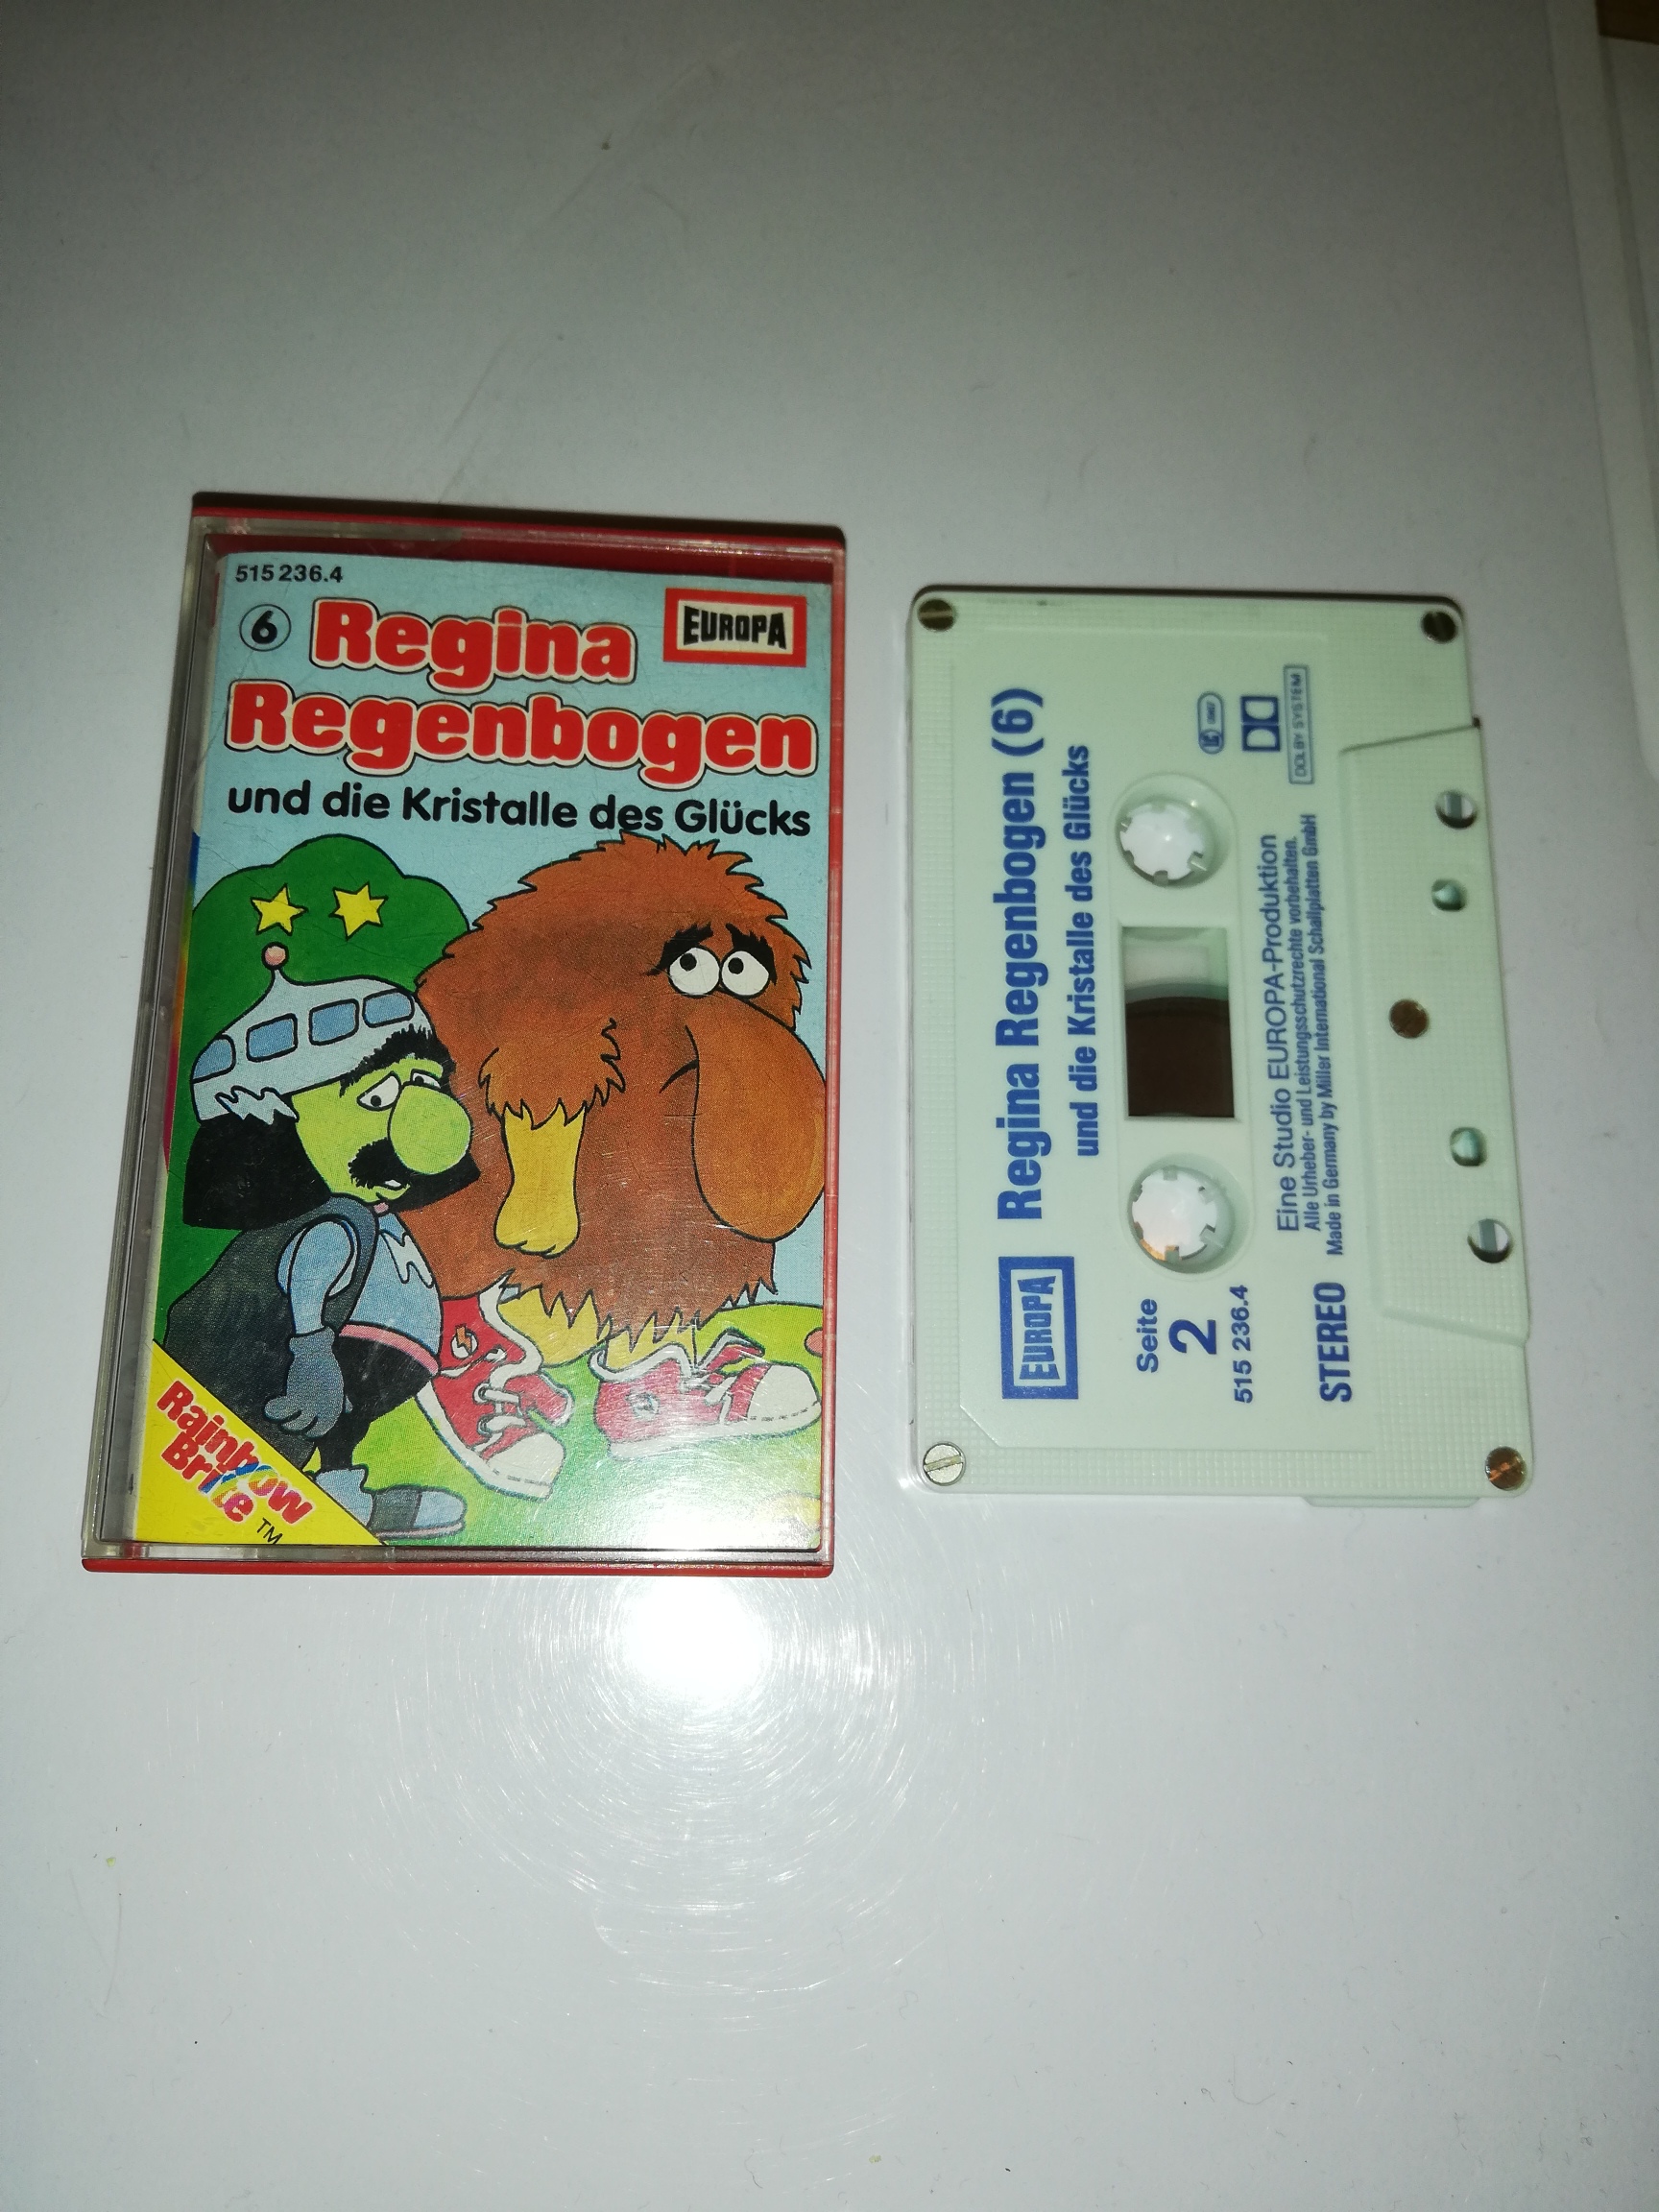 515 236.4
6 Regina
EUROPA
Regenbogen
und die Kristalle des Glücks
Rainbow
Brite
TM
EUROPA
Regina Regenbogen (6)
und die Kristalle des Glücks
Seite
2
515 236.4
DOLBY SYSTEM
Eine Studio EUROPA-Produktion
Alle Urheber- und Leistungsschutzrechte vorbehalten.
Made in Germany by Miller International Schallplatten GmbH
STEREO